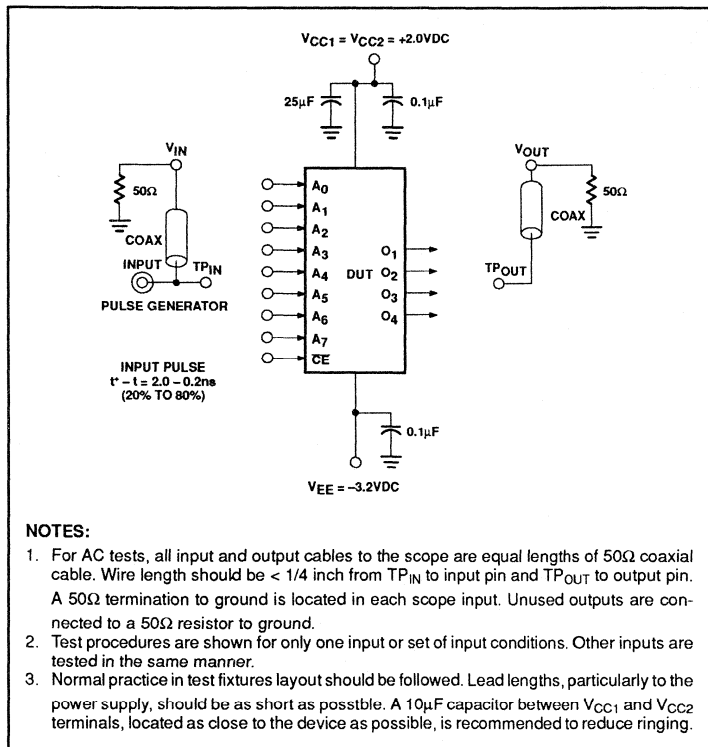 VCC1 = VCC2 = +2.0VDC
25µF
0.1µF
VIN
50Ω
COAX
INPUT
TPIN
PULSE GENERATOR
INPUT PULSE
t+ – t = 2.0 – 0.2ns
(20% TO 80%)
A0
A1
A2
A3
A4
A5
A6
A7
CE
DUT
O1
O2
O3
O4
VOUT
50Ω
COAX
TPOUT
0.1µF
VEE = –3.2VDC
NOTES:
1. For AC tests, all input and output cables to the scope are equal lengths of 50Ω coaxial
cable. Wire length should be < 1/4 inch from TPIN to input pin and TPOUT to output pin.
A 50Ω termination to ground is located in each scope input. Unused outputs are con-
nected to a 50Ω resistor to ground.
2. Test procedures are shown for only one input or set of input conditions. Other inputs are
tested in the same manner.
3. Normal practice in test fixtures layout should be followed. Lead lengths, particularly to the
power supply, should be as short as posstble. A 10µF capacitor between VCC1 and VCC2
terminals, located as close to the device as possible, is recommended to reduce ringing.